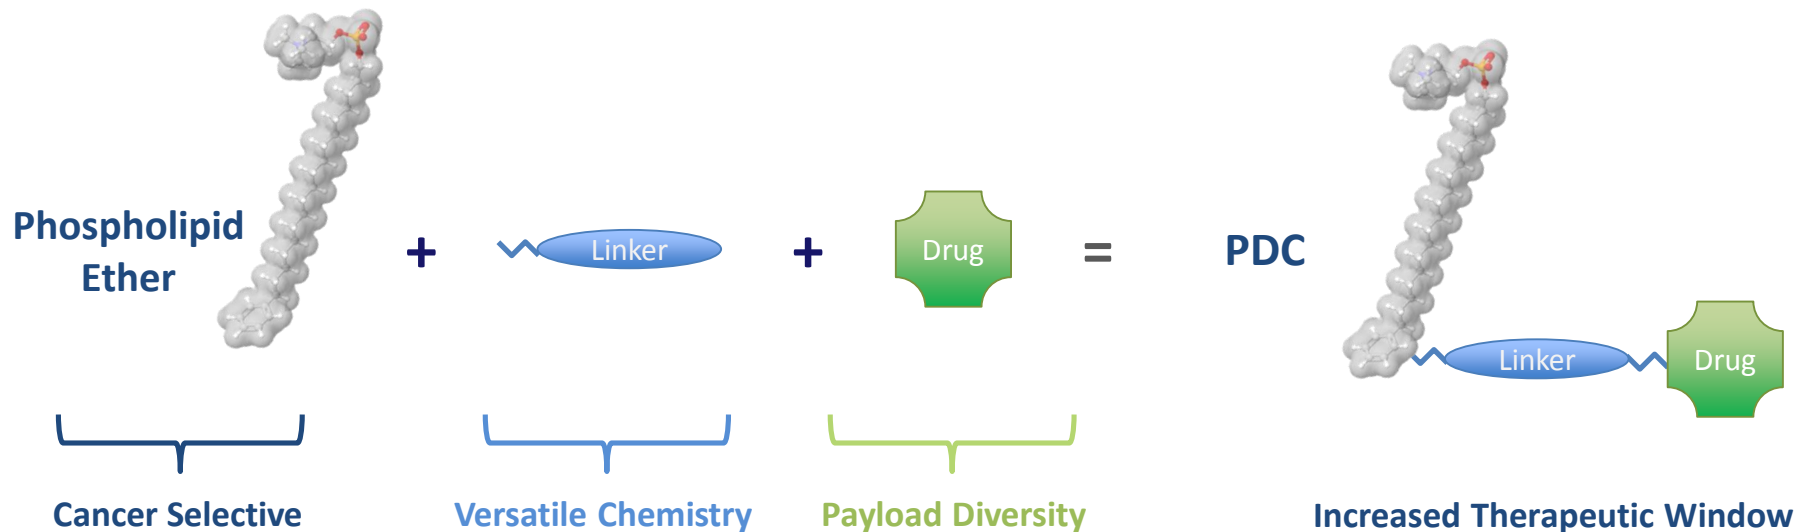 Phospholipid
Ether
+
Linker
+
Drug
=
PDC
Linker
Drug
Cancer Selective
Versatile Chemistry
Payload Diversity
Increased Therapeutic Window